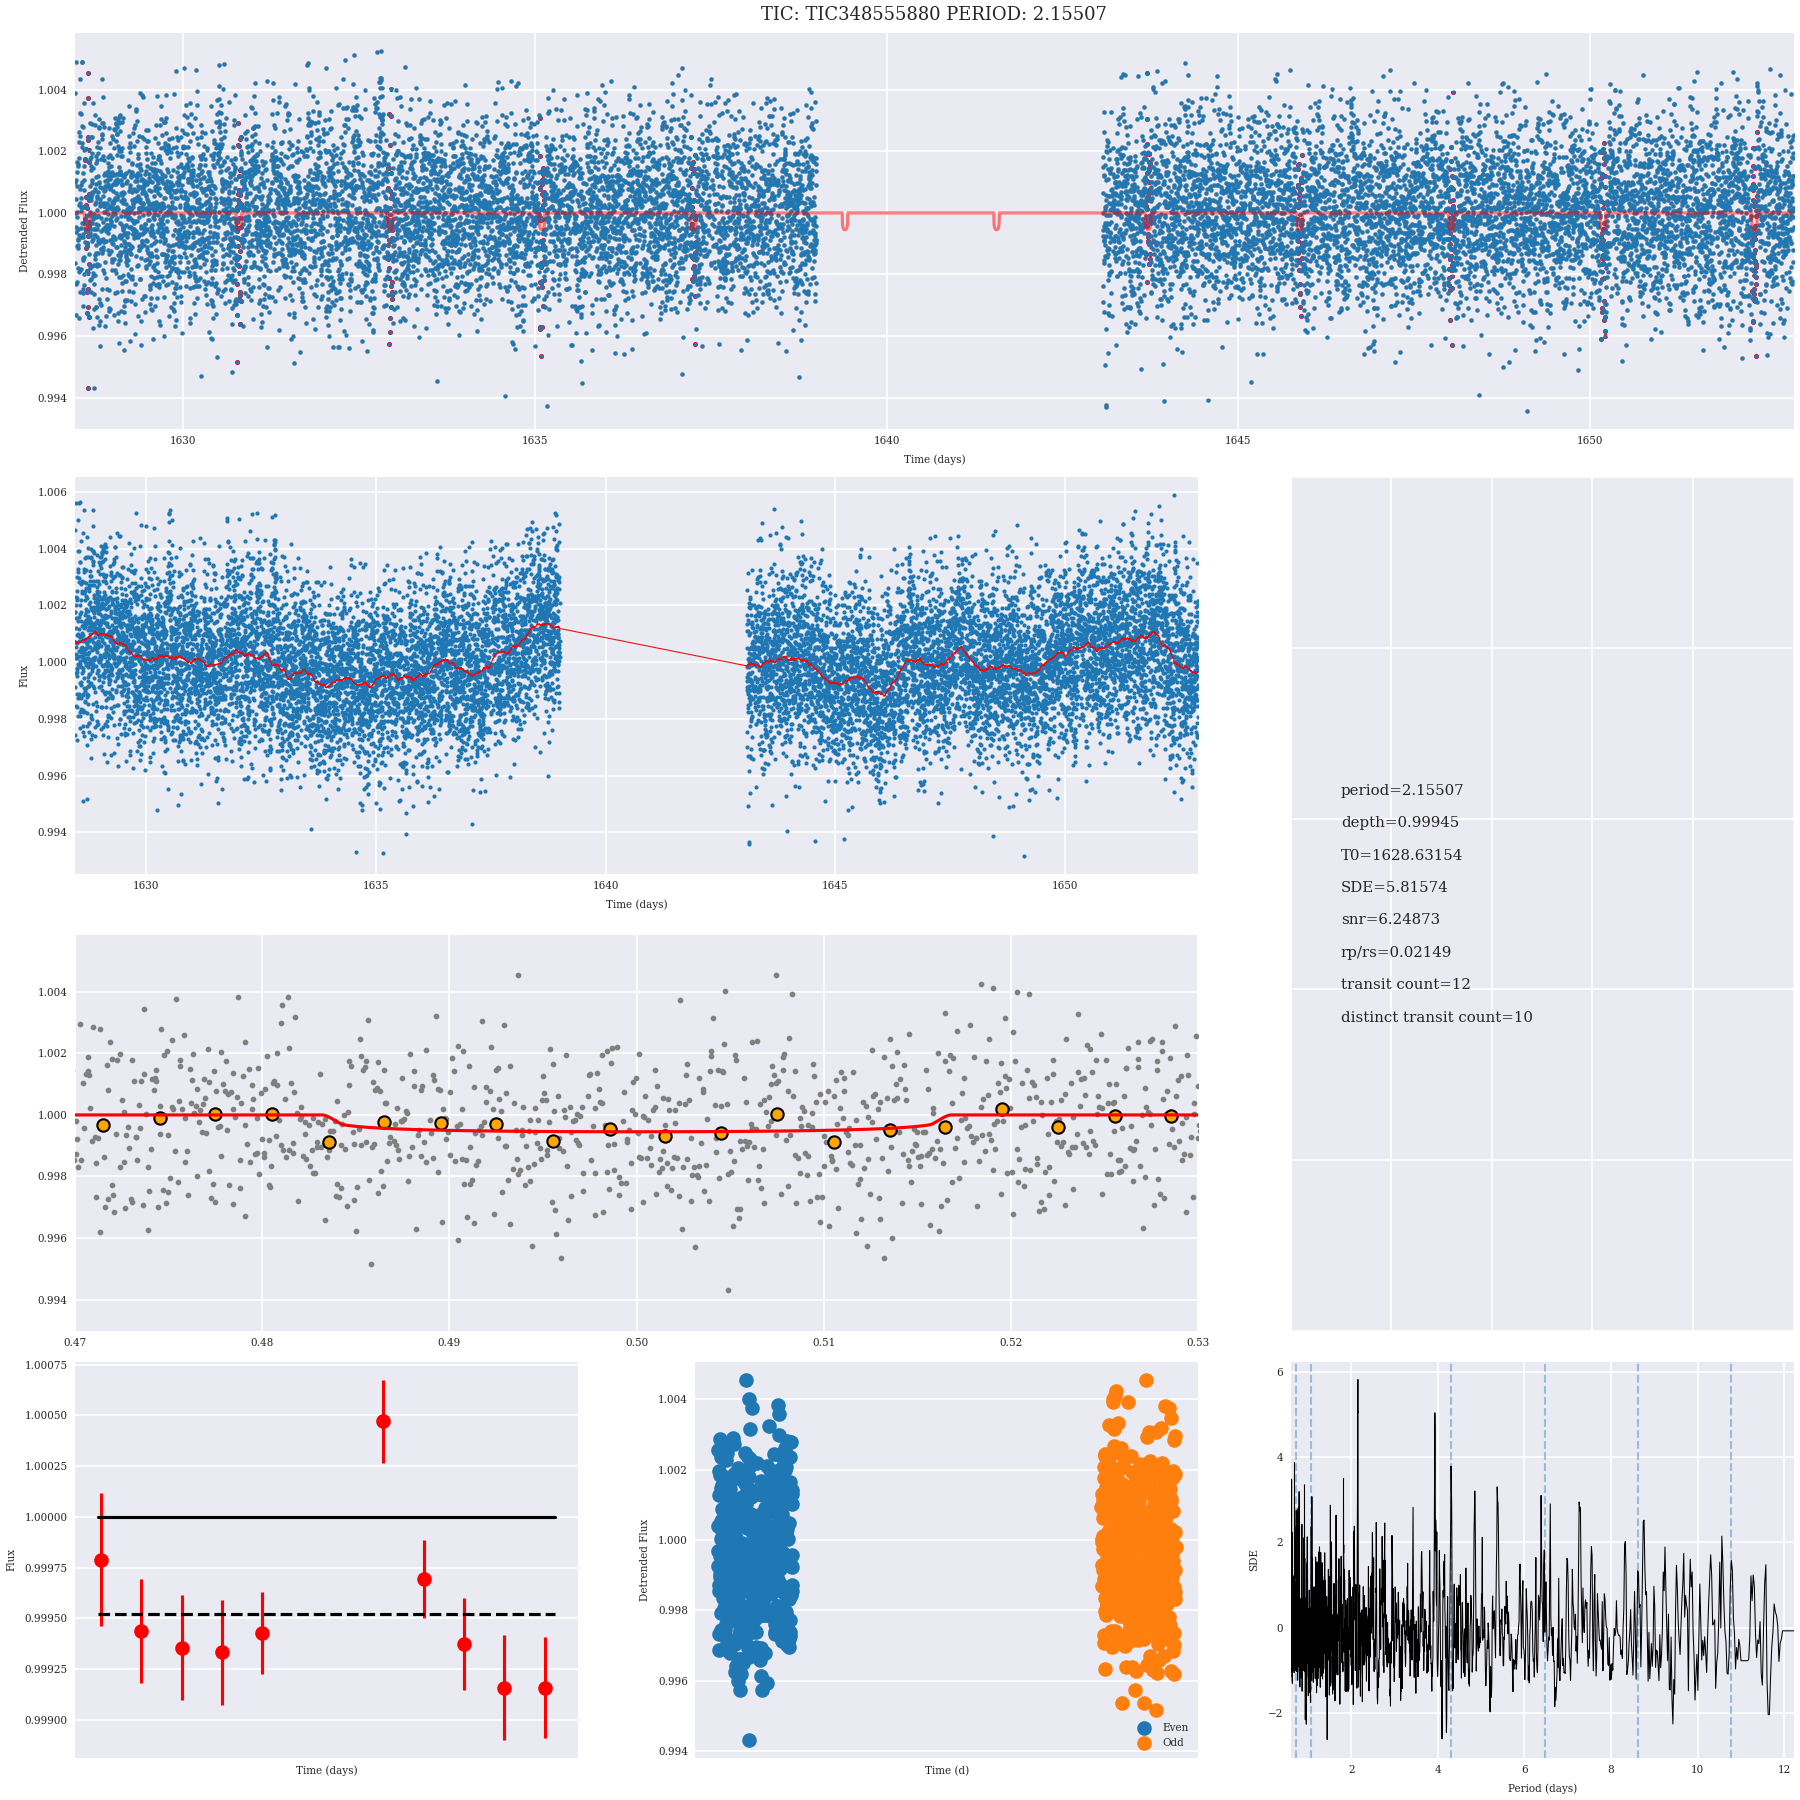 TIC: TIC348555880 PERIOD: 2.15507
1.004
1.002
1.000
0.998
0.996
0.994
Detrended Flux
1630
1635
1640
1645
1650
Time (days)
1.006
1.004
1.002
1.000
0.998
0.996
0.994
Flux
1630
1635
1640
1645
1650
Time (days)
period=2.15507
depth=0.99945
T0=1628.63154
SDE=5.81574
snr=6.24873
rp/rs=0.02149
transit count=12
distinct transit count=10
1.004
1.002
1.000
0.998
0.996
0.994
0.47
0.48
0.49
0.50
0.51
0.52
0.53
1.00075
1.00050
1.00025
1.00000
0.99975
0.99950
0.99925
0.99900
Flux
Time (days)
1.004
1.002
1.000
0.998
0.996
0.994
Detrended Flux
Even
Odd
Time (d)
6
4
2
0
−2
SDE
2
4
6
8
10
12
Period (days)